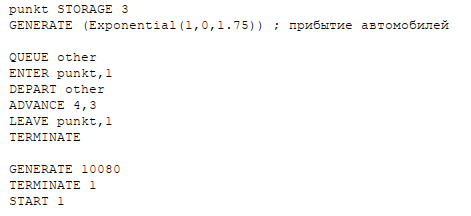 punkt STORAGE 3
GENERATE (Exponential(1,0,1.75)) ; прибытие автомобилей
QUEUE other
ENTER punkt,1
DEPART other
ADVANCE 4,3
LEAVE punkt,1
TERMINATE
GENERATE 10080
TERMINATE 1
START 1